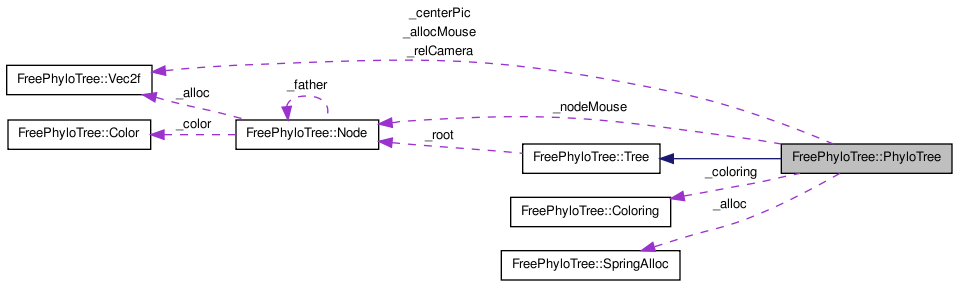 _centerPic
_allocMouse
_relCamera
FreePhyloTree::Vec2f
_father
_alloc
_nodeMouse
_color
FreePhyloTree::Color
FreePhyloTree::Node
_root
FreePhyloTree::Tree
FreePhyloTree::PhyloTree
_coloring
_alloc
FreePhyloTree::Coloring
FreePhyloTree::SpringAlloc